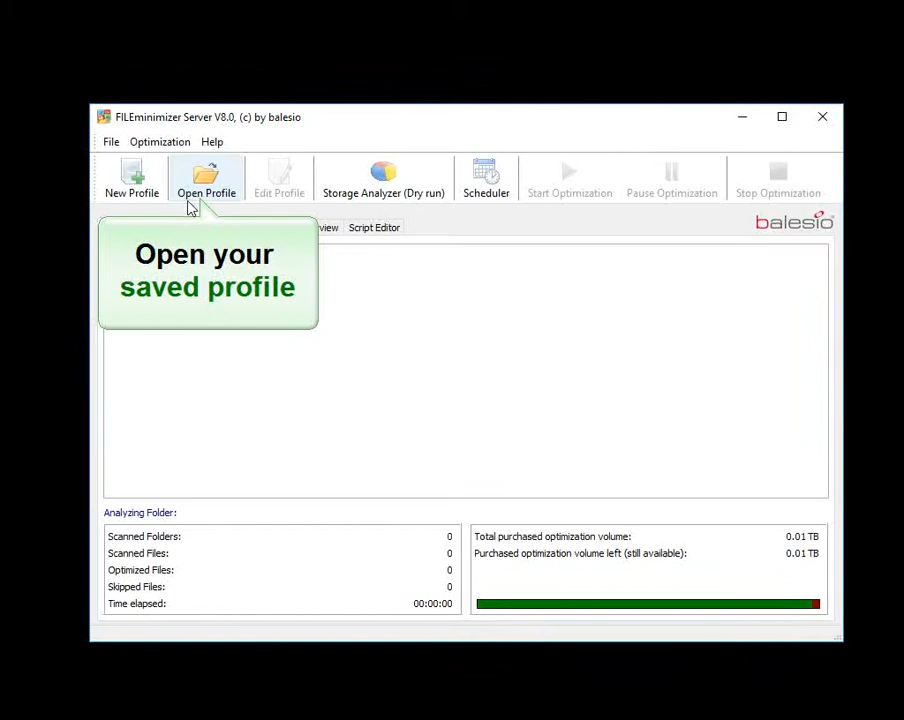 FILEminimizer Server V8.0, (c) by balesio
File Optimization Help
New Profile Open Profile Edit Profile Storage Analyzer (Dry run) Scheduler Start Optimization Pause Optimization Stop Optimization
Script Editor
balesio
Open your
saved profile
Analyzing Folder:
Scanned Folders: 0
Scanned Files: 0
Optimized Files: 0
Skipped Files: 0
Time elapsed: 00:00:00
Total purchased optimization volume: 0.01 TB
Purchased optimization volume left (still available): 0.01 TB